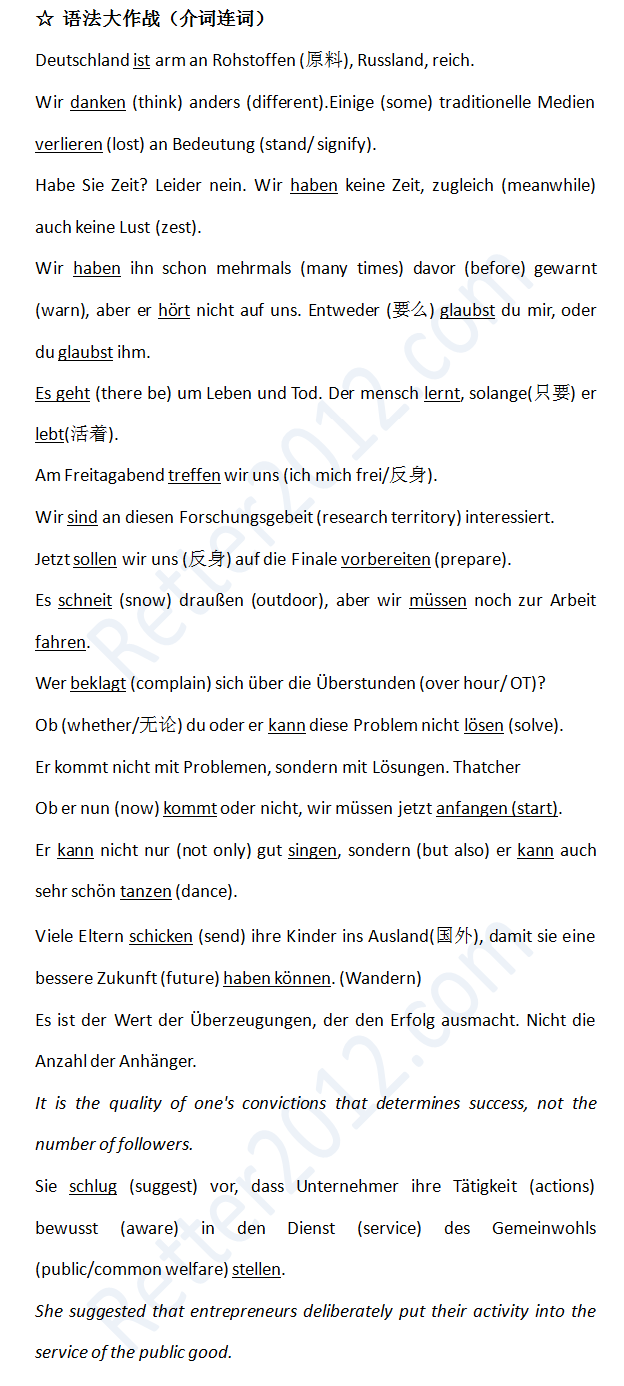 ☆ 语法大作战（介词连词）
Deutschland ist arm an Rohstoffen (原料), Russland, reich.
Wir danken (think) anders (different).Einige (some) traditionelle Medien
verlieren (lost) an Bedeutung (stand/ signify).
Habe Sie Zeit? Leider nein. Wir haben keine Zeit, zugleich (meanwhile)
auch keine Lust (zest).
Wir haben ihn schon mehrmals (many times) davor (before) gewarnt
(warn), aber er hört nicht auf uns. Entweder (要么) glaubst du mir, oder
du glaubst ihm.
Es geht (there be) um Leben und Tod. Der mensch lernt, solange(只要) er
lebt(活着).
Am Freitagabend treffen wir uns (ich mich frei/反身).
Wir sind an diesen Forschungsgebeit (research territory) interessiert.
Jetzt sollen wir uns (反身) auf die Finale vorbereiten (prepare).
Es schneit (snow) draußen (outdoor), aber wir müssen noch zur Arbeit
fahren.
Wer beklagt (complain) sich über die Überstunden (over hour/ OT)?
Ob (whether/无论) du oder er kann diese Problem nicht lösen (solve).
Er kommt nicht mit Problemen, sondern mit Lösungen. Thatcher
Ob er nun (now) kommt oder nicht, wir müssen jetzt anfangen (start).
Er kann nicht nur (not only) gut singen, sondern (but also) er kann auch
sehr schön tanzen (dance).
Viele Eltern schicken (send) ihre Kinder ins Ausland(国外), damit sie eine
bessere Zukunft (future) haben können. (Wandern)
Es ist der Wert der Überzeugungen, der den Erfolg ausmacht. Nicht die
Anzahl der Anhänger.
It is the quality of one's convictions that determines success, not the
number of followers.
Sie schlug (suggest) vor, dass Unternehmer ihre Tätigkeit (actions)
bewusst (aware) in den Dienst (service) des Gemeinwohls
(public/common welfare) stellen.
She suggested that entrepreneurs deliberately put their activity into the
service of the public good.
Retter2012.com
Retter2012.com